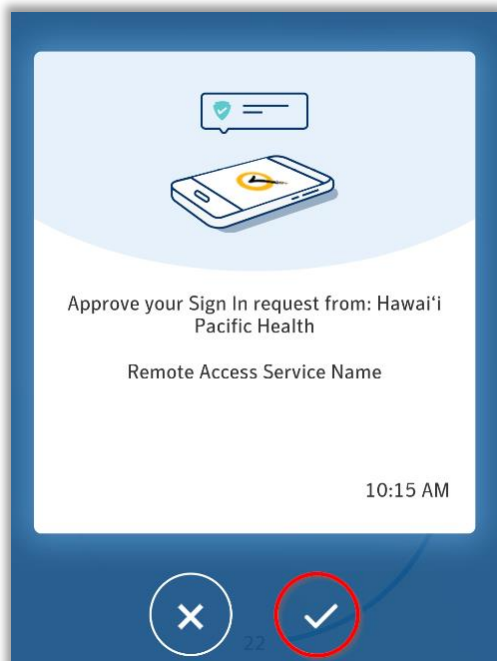 Approve your Sign In request from: Hawaiʻi
Pacific Health
Remote Access Service Name
10:15 AM
22